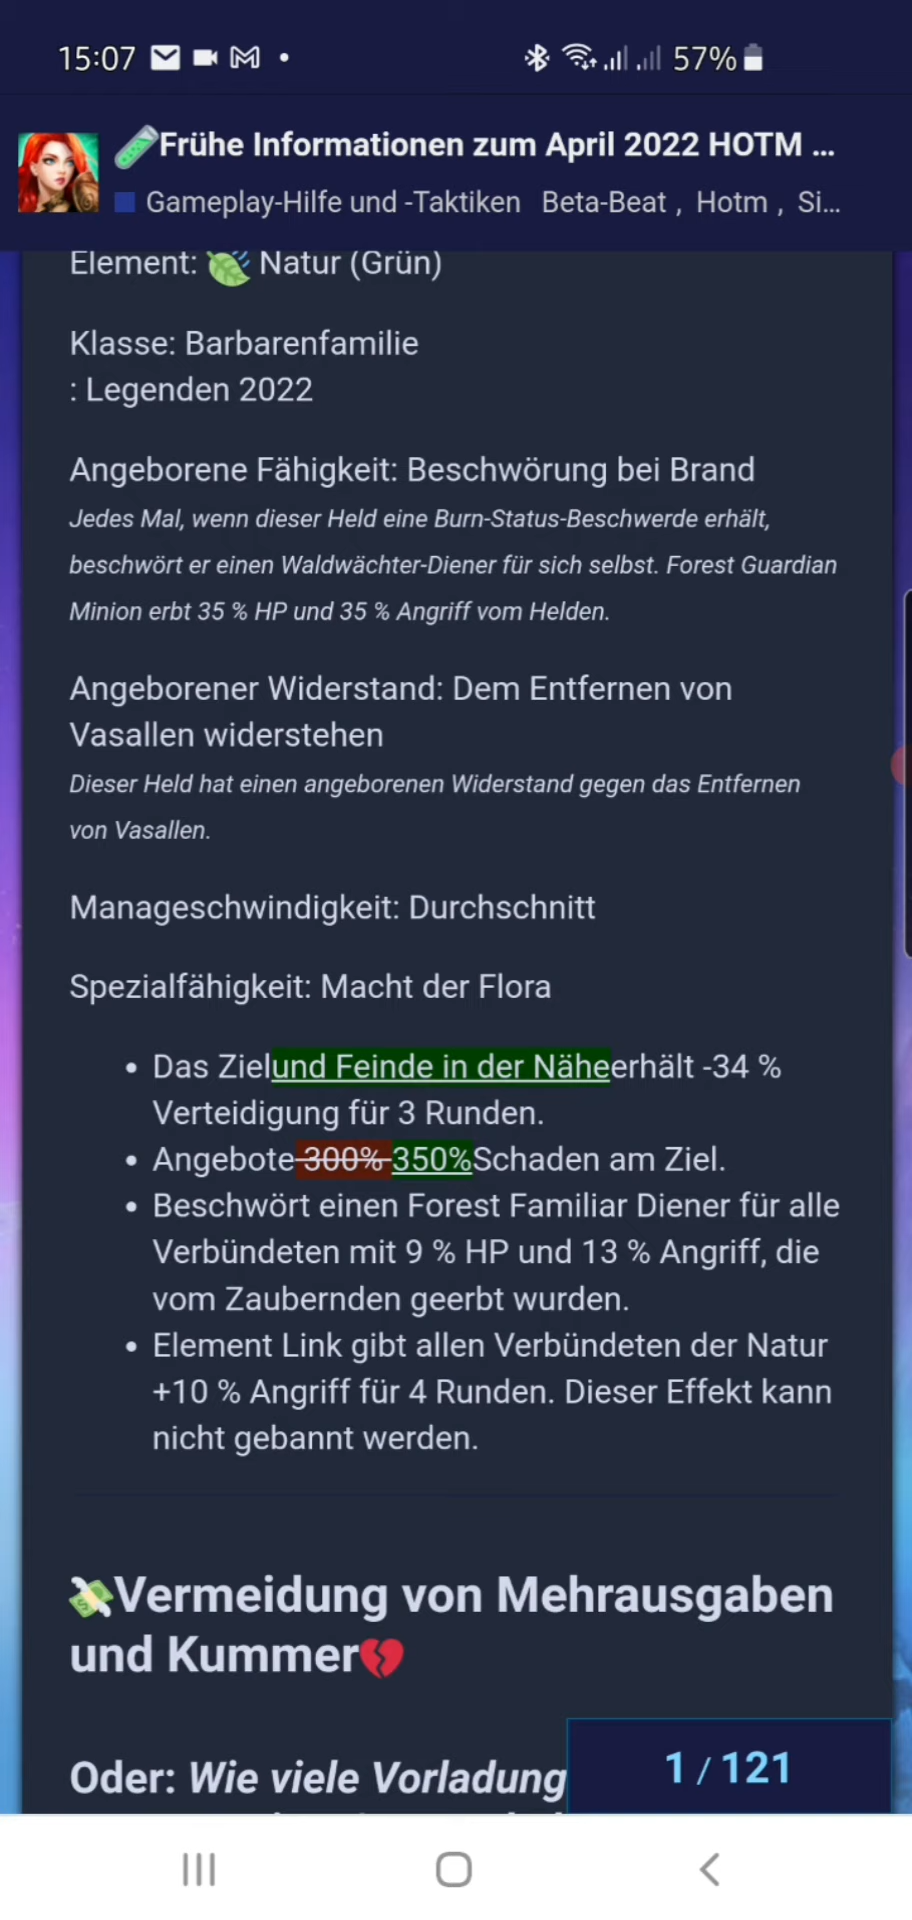 15:07 57%
Frühe Informationen zum April 2022 HOTM ...
Gameplay-Hilfe und -Taktiken Beta-Beat , Hotm , Si...
Element: Natur (Grün)
Klasse: Barbarenfamilie
: Legenden 2022
Angeborene Fähigkeit: Beschwörung bei Brand
Jedes Mal, wenn dieser Held eine Burn-Status-Beschwerde erhält,
beschwört er einen Waldwächter-Diener für sich selbst. Forest Guardian
Minion erbt 35 % HP und 35 % Angriff vom Helden.
Angeborener Widerstand: Dem Entfernen von
Vasallen widerstehen
Dieser Held hat einen angeborenen Widerstand gegen das Entfernen
von Vasallen.
Manageschwindigkeit: Durchschnitt
Spezialfähigkeit: Macht der Flora
• Das Zielund Feinde in der Näheerhält -34 %
Verteidigung für 3 Runden.
• Angebote 300% 350%Schaden am Ziel.
• Beschwört einen Forest Familiar Diener für alle
Verbündeten mit 9 % HP und 13 % Angriff, die
vom Zaubernden geerbt wurden.
• Element Link gibt allen Verbündeten der Natur
+10 % Angriff für 4 Runden. Dieser Effekt kann
nicht gebannt werden.
Vermeidung von Mehrausgaben
und Kummer
Oder: Wie viele Vorladung
1 / 121